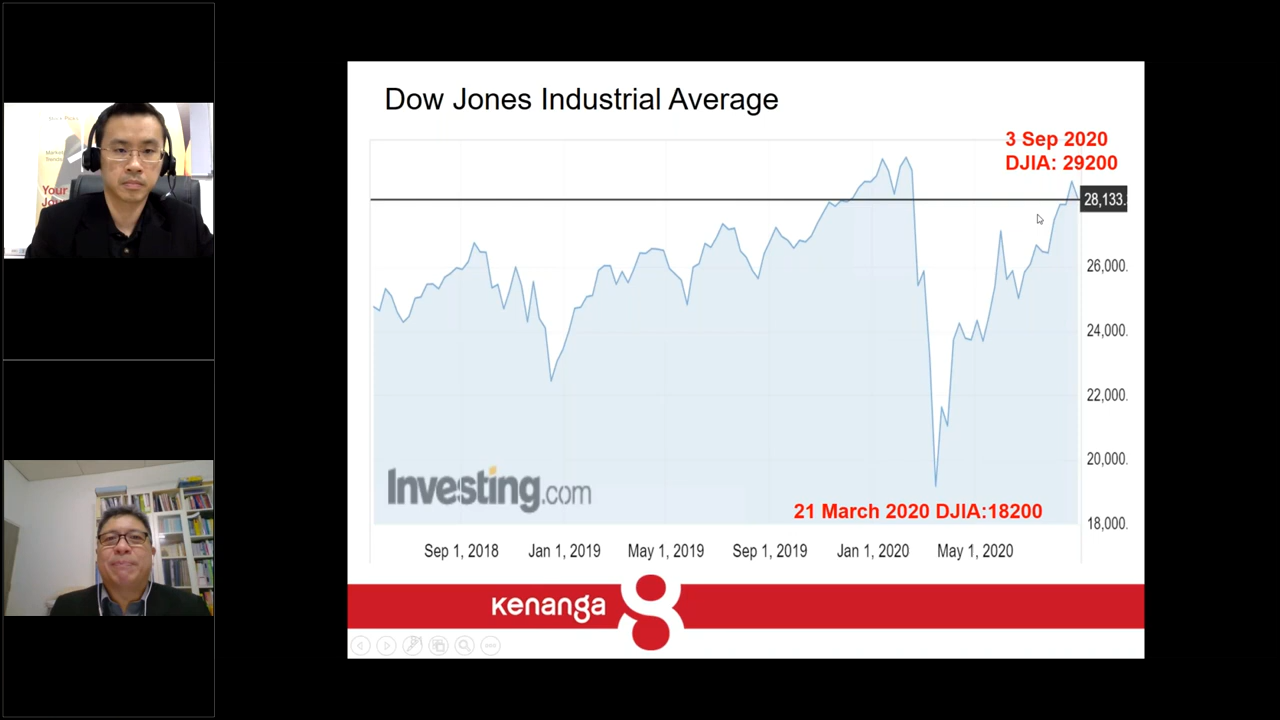 Dow Jones Industrial Average
3 Sep 2020
DJIA: 29200
28,133.
26,000.
24,000.
22,000.
20,000.
18,000.
Investing.com
21 March 2020 DJIA:18200
Sep 1, 2018
Jan 1, 2019
May 1, 2019
Sep 1, 2019
Jan 1, 2020
May 1, 2020
kenanga
Your